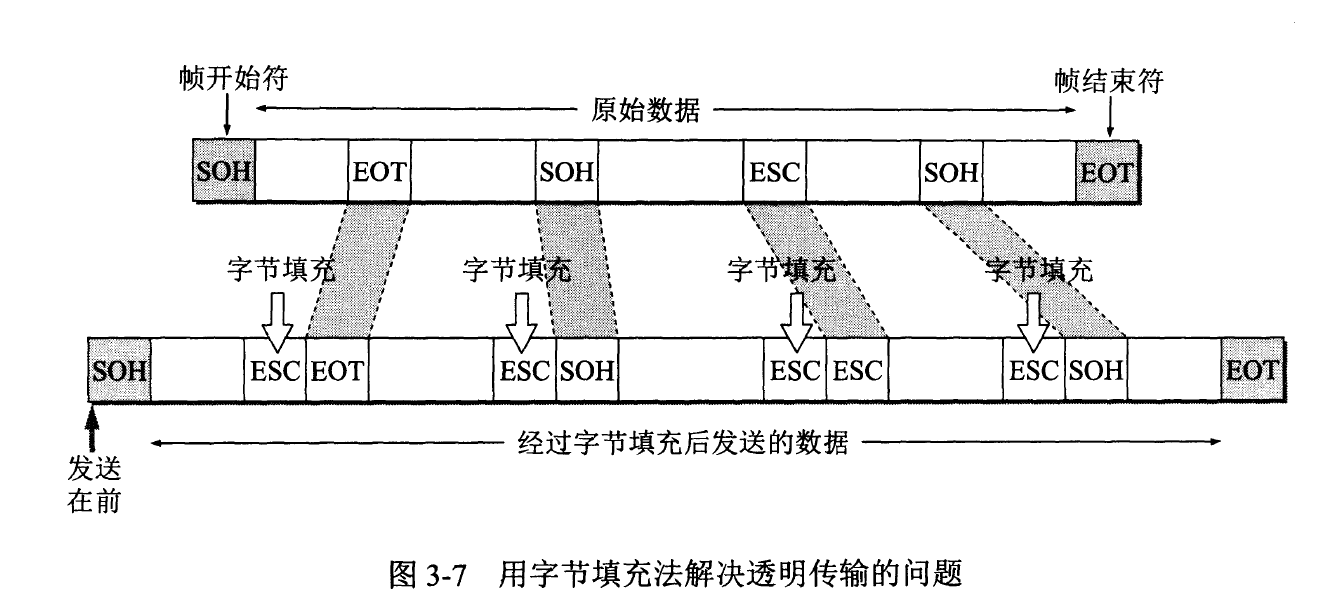 帧开始符
帧结束符
原始数据
SOH EOT SOH ESC SOH EOT
字节填充 字节填充 字节填充 字节填充
SOH ESC EOT ESC SOH ESC ESC ESC SOH EOT
经过字节填充后发送的数据
发送
在前
图 3-7 用字节填充法解决透明传输的问题